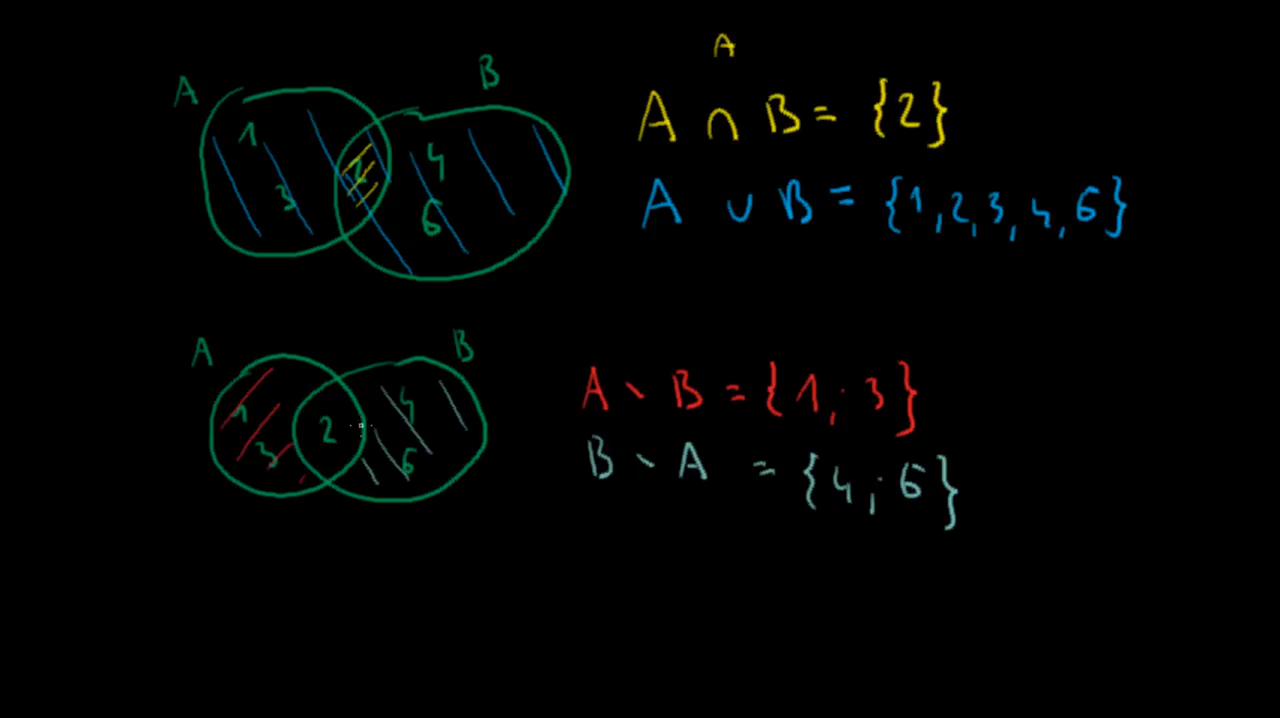 A
A B
A ∩ B = {2}
1 2 4
3 6
A ∪ B = {1,2,3,4,6}
A B
A \ B = {1;3}
1 2 4
3 6
B \ A = {4;6}